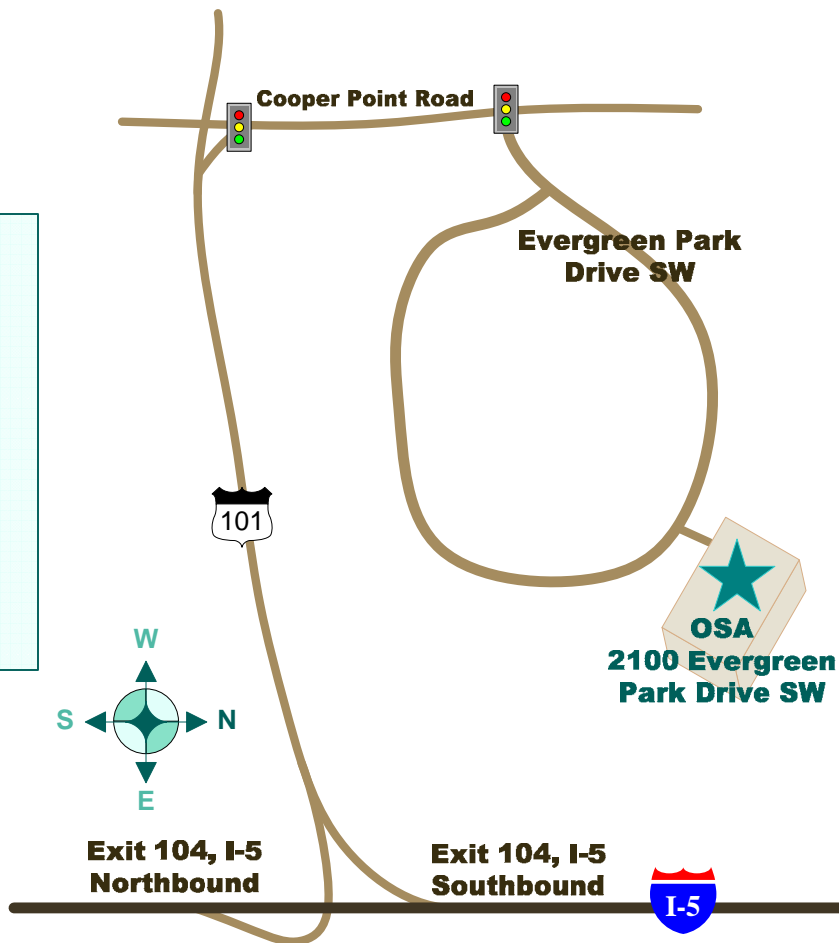 Cooper Point Road
Evergreen Park
Drive SW
101
OSA
2100 Evergreen
Park Drive SW
W
S
N
E
Exit 104, I-5
Northbound
Exit 104, I-5
Southbound
I-5